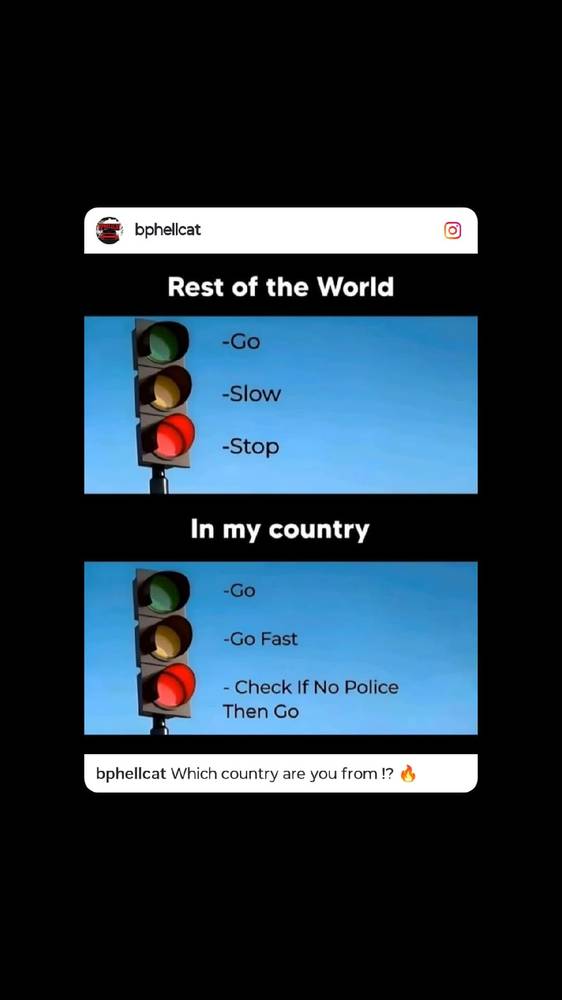 bphellcat
Rest of the World
-Go
-Slow
-Stop
In my country
-Go
-Go Fast
- Check If No Police
Then Go
bphellcat Which country are you from !? 🔥